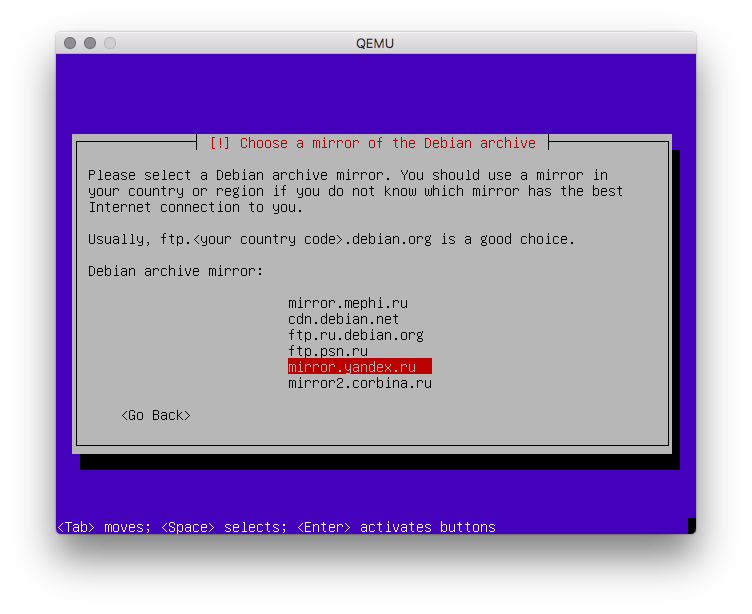 QEMU
[!] Choose a mirror of the Debian archive
Please select a Debian archive mirror. You should use a mirror in
your country or region if you do not know which mirror has the best
Internet connection to you.
Usually, ftp.<your country code>.debian.org is a good choice.
Debian archive mirror:
mirror.mephi.ru
cdn.debian.net
ftp.ru.debian.org
ftp.psn.ru
mirror.yandex.ru
mirror2.corbina.ru
<Go Back>
<Tab> moves; <Space> selects; <Enter> activates buttons